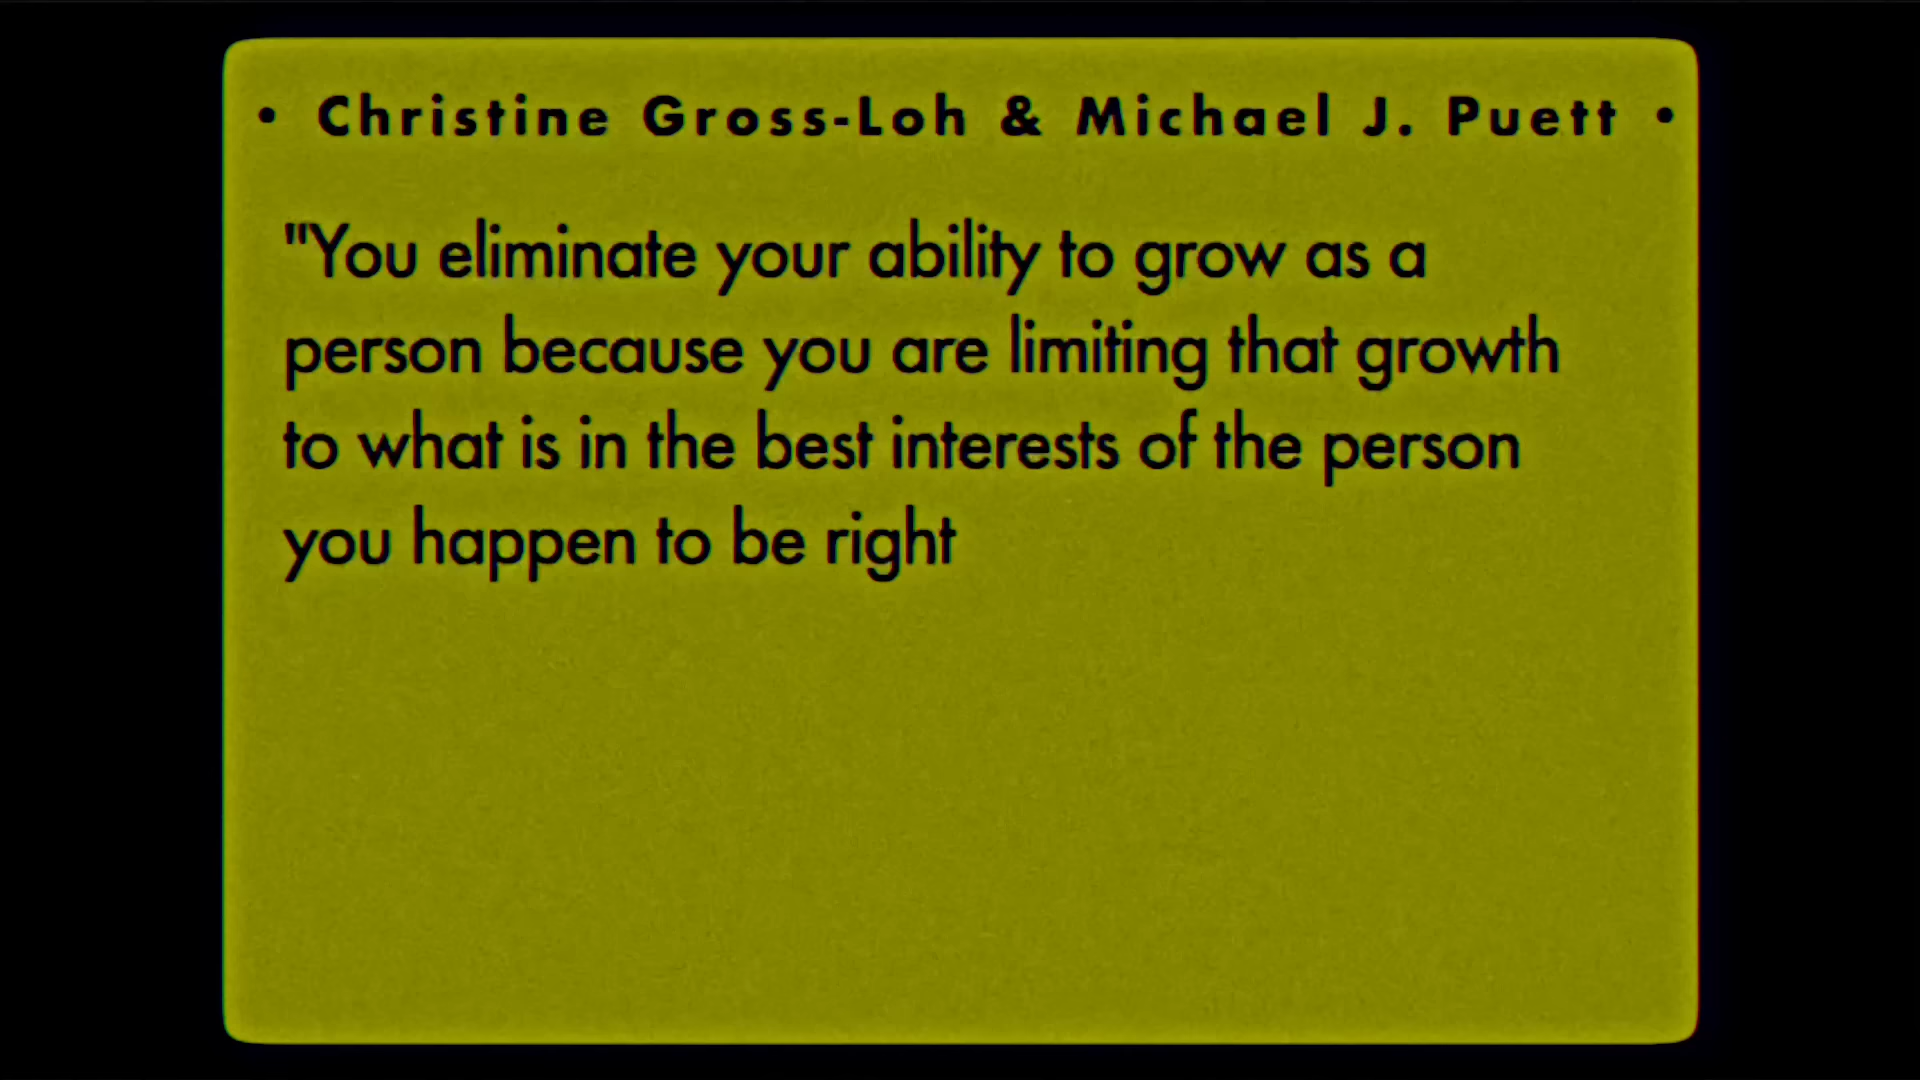 • Christine Gross-Loh & Michael J. Puett •
"You eliminate your ability to grow as a
person because you are limiting that growth
to what is in the best interests of the person
you happen to be right